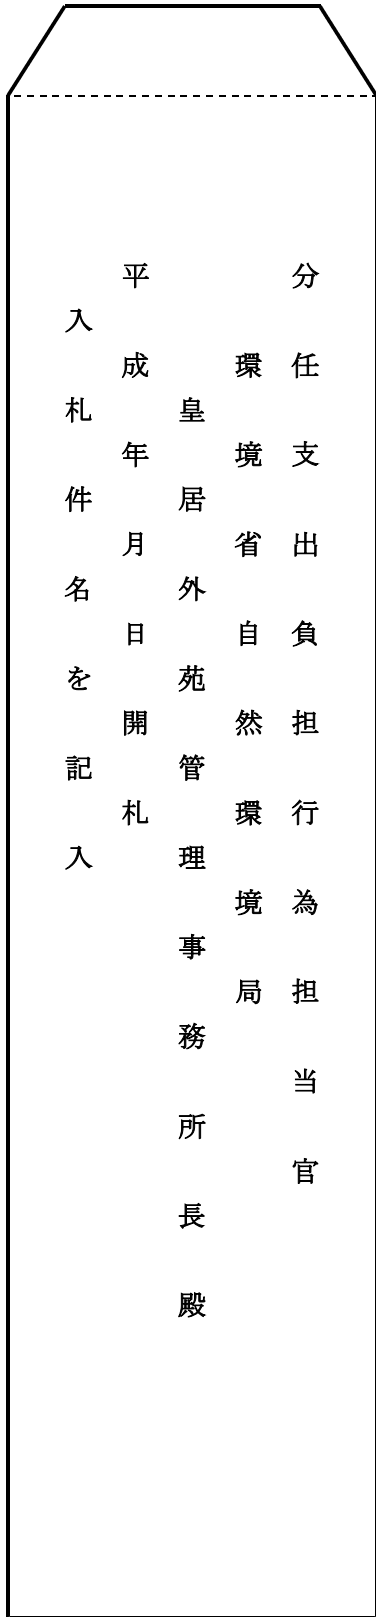 分任支出負担行為担当官
環境省自然環境局
皇居外苑管理事務所長殿
平成年月日開札
入札件名を記入